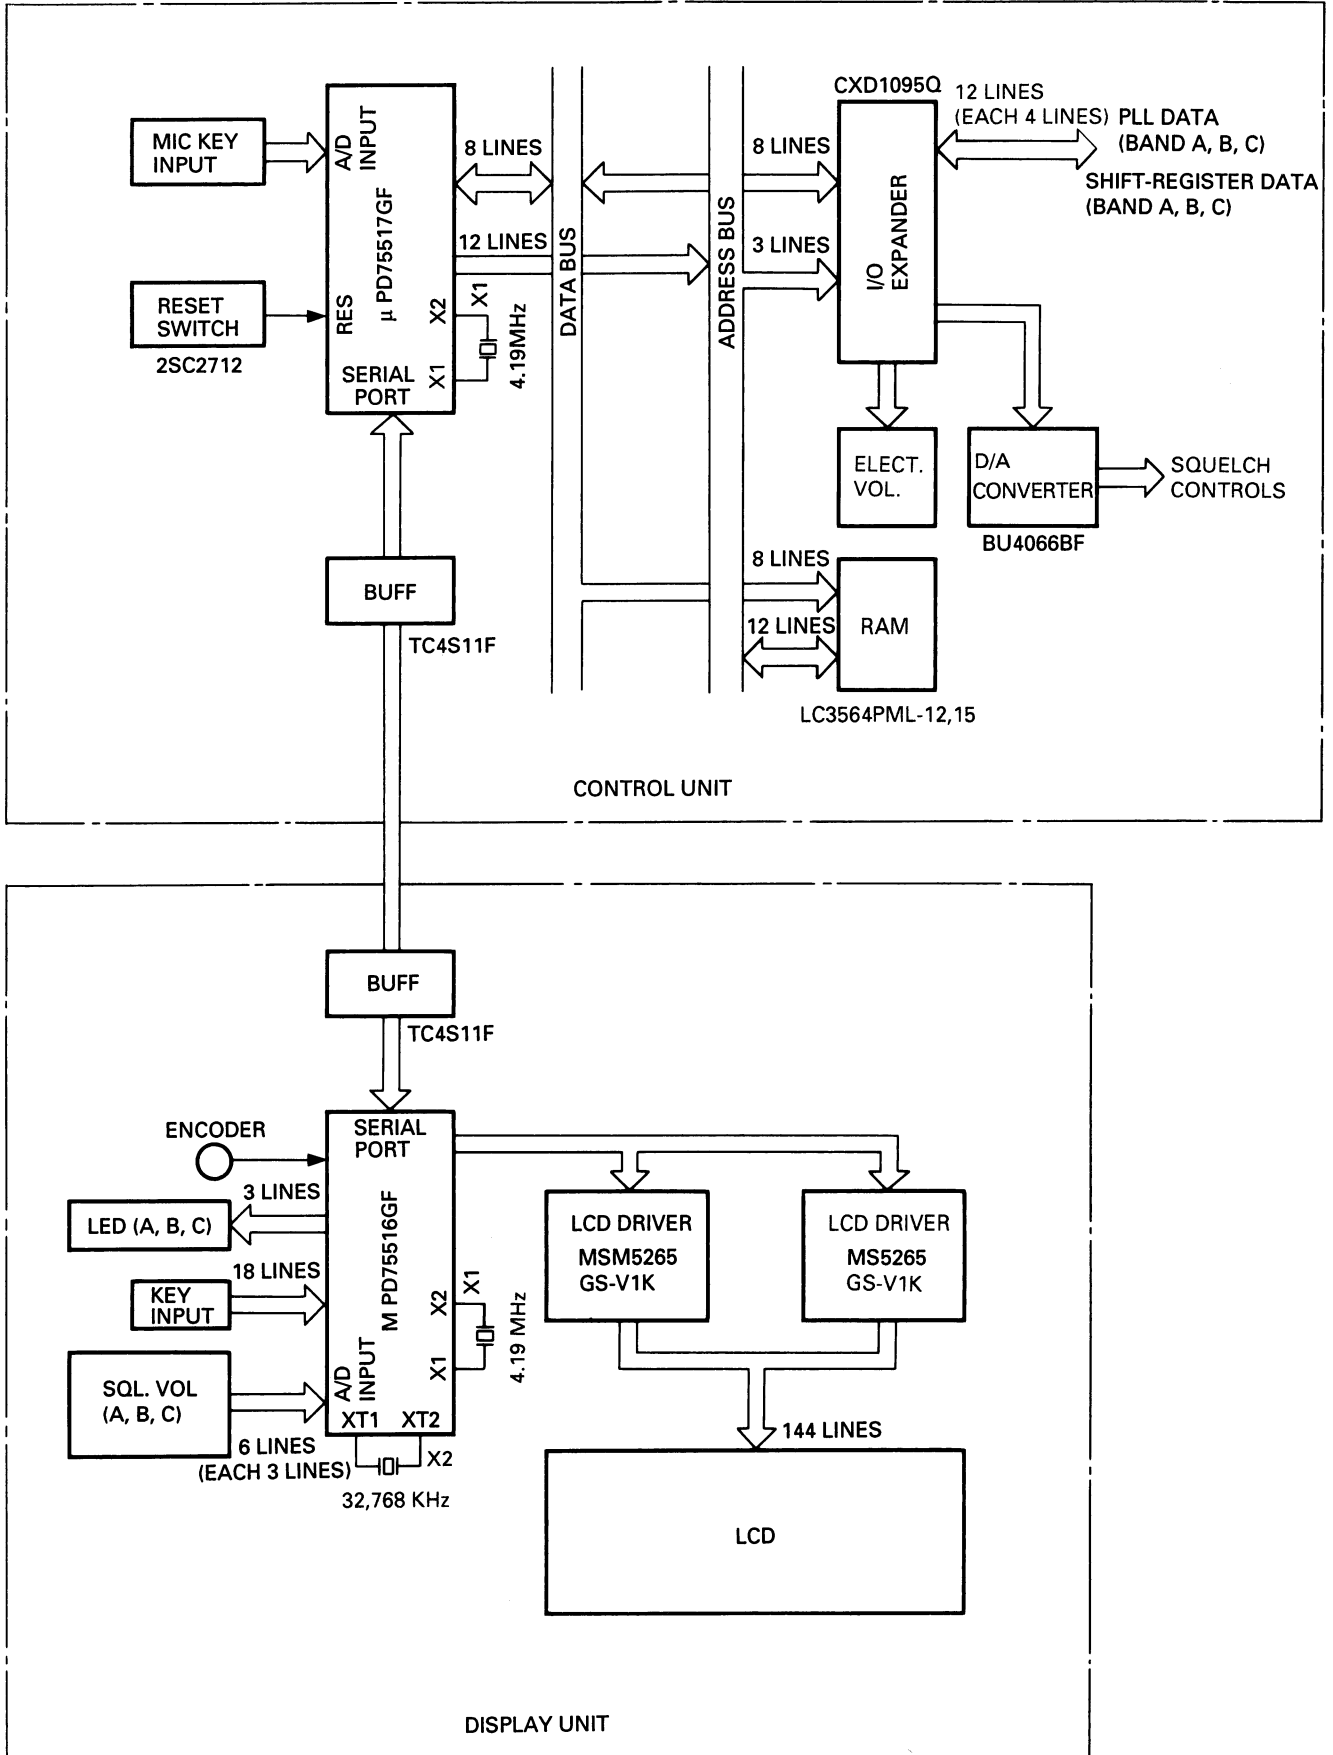 CXD1095Q
12 LINES
(EACH 4 LINES)
PLL DATA
(BAND A, B, C)
SHIFT-REGISTER DATA
(BAND A, B, C)
MIC KEY
INPUT
A/D
INPUT
μ PD75517GF
8 LINES
12 LINES
DATA BUS
ADDRESS BUS
8 LINES
3 LINES
I/O
EXPANDER
RESET
SWITCH
2SC2712
RES
X2
X1
X1
4.19MHz
SERIAL
PORT
ELECT.
VOL.
D/A
CONVERTER
BU4066BF
SQUELCH
CONTROLS
BUFF
TC4S11F
8 LINES
12 LINES
RAM
LC3564PML-12,15
CONTROL UNIT
BUFF
TC4S11F
ENCODER
SERIAL
PORT
3 LINES
LED (A, B, C)
18 LINES
KEY
INPUT
M PD75516GF
X2
X1
X1
4.19 MHz
A/D
INPUT
SQL. VOL
(A, B, C)
6 LINES
(EACH 3 LINES)
XT1
XT2
X2
32,768 KHz
LCD DRIVER
MSM5265
GS-V1K
LCD DRIVER
MS5265
GS-V1K
144 LINES
LCD
DISPLAY UNIT